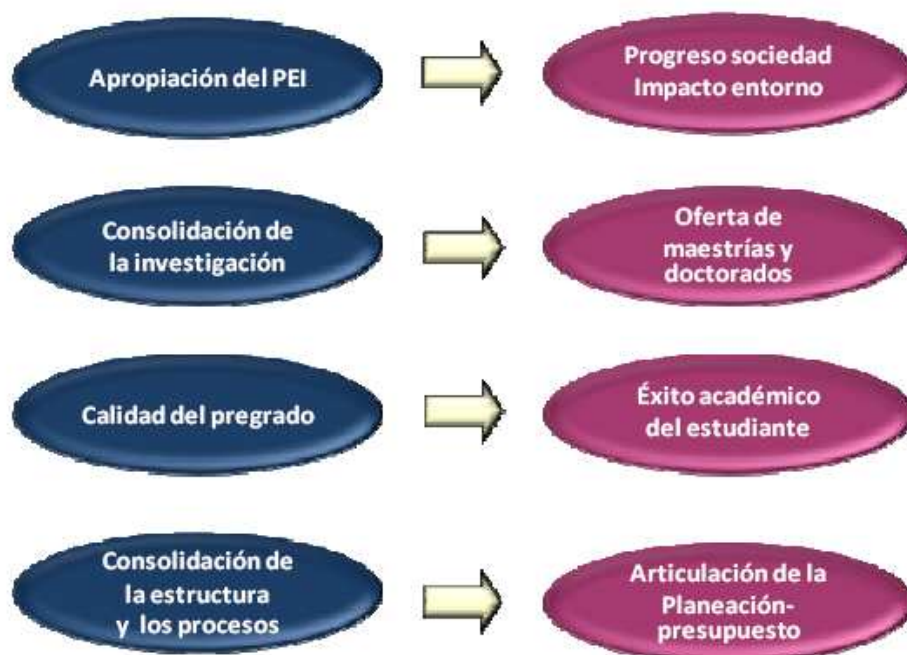 Apropiación del PEI
Progreso sociedad
Impacto entorno
Consolidación de
la investigación
Oferta de
maestrías y
doctorados
Calidad del pregrado
Éxito académico
del estudiante
Consolidación de
la estructura
y los procesos
Articulación de la
Planeación-
presupuesto